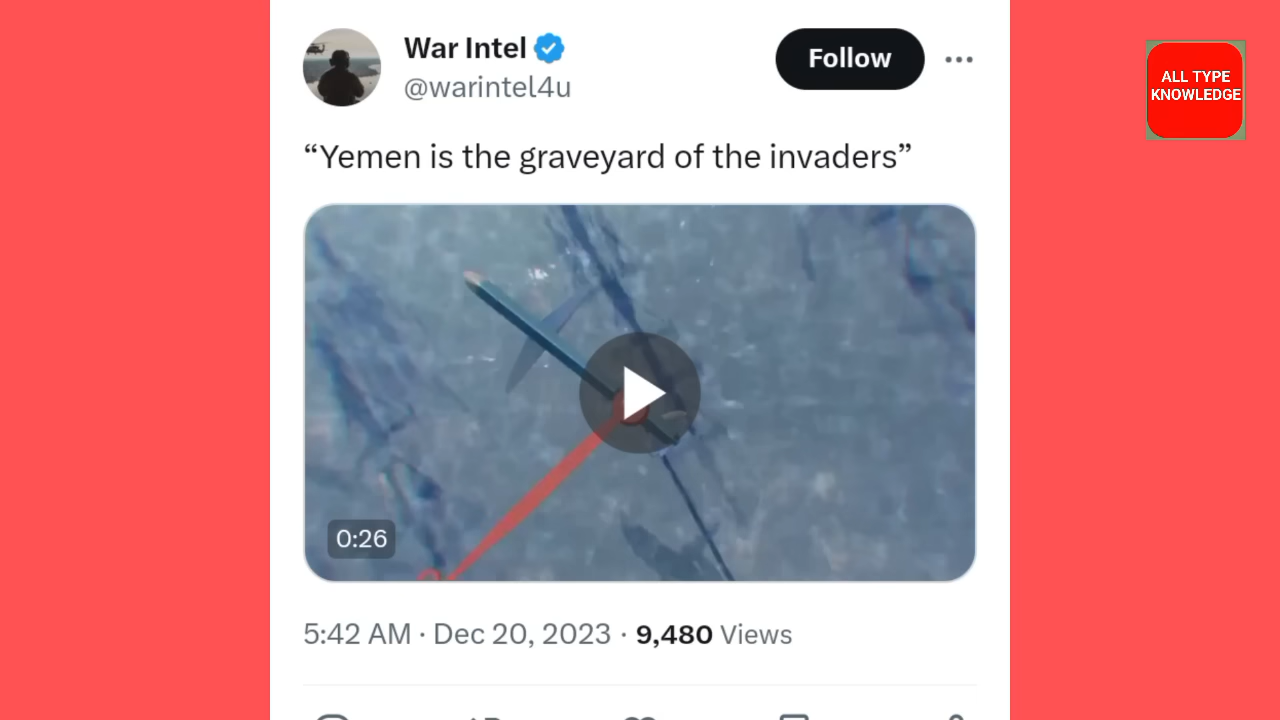 War Intel
@warintel4u
Follow
ALL TYPE
KNOWLEDGE
“Yemen is the graveyard of the invaders”
0:26
5:42 AM · Dec 20, 2023 · 9,480 Views